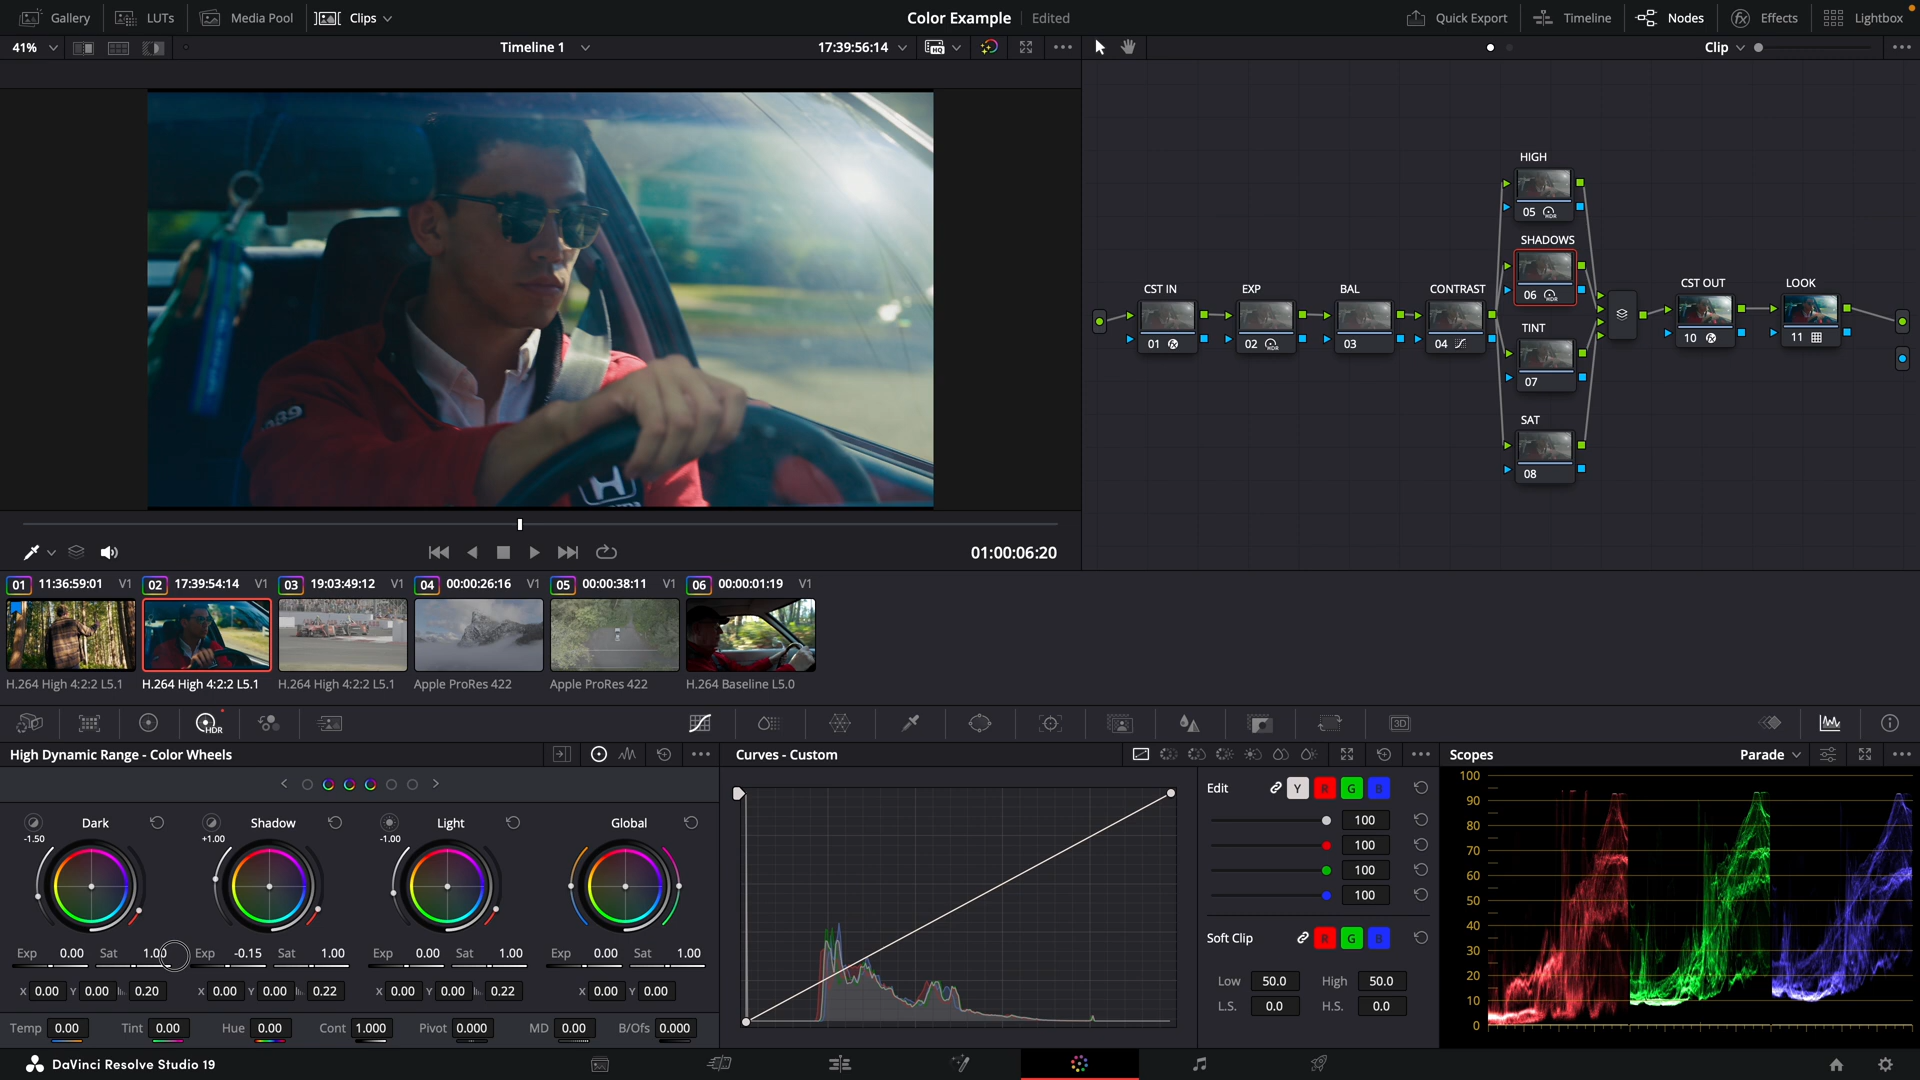 Gallery LUTs Media Pool Clips Color Example Edited Quick Export Timeline Nodes Effects Lightbox
41% Timeline 1 17:39:56:14 HQ Clip
HIGH
05 HDR
SHADOWS
06 HDR
CST IN EXP BAL CONTRAST TINT CST OUT LOOK
01 02 HDR 03 04 07 10 11
SAT
08
01:00:06:20
01 11:36:59:01 V1 02 17:39:54:14 V1 03 19:03:49:12 V1 04 00:00:26:16 V1 05 00:00:38:11 V1 06 00:00:01:19 V1
H.264 High 4:2:2 L5.1 H.264 High 4:2:2 L5.1 H.264 High 4:2:2 L5.1 Apple ProRes 422 Apple ProRes 422 H.264 Baseline L5.0
HDR 3D
High Dynamic Range - Color Wheels Curves - Custom Scopes Parade
Dark Shadow Light Global
-1.50 +1.00 -1.00
Exp 0.00 Sat 1.00 Exp -0.15 Sat 1.00 Exp 0.00 Sat 1.00 Exp 0.00 Sat 1.00
X 0.00 Y 0.00 0.20 X 0.00 Y 0.00 0.22 X 0.00 Y 0.00 0.22 X 0.00 Y 0.00
Temp 0.00 Tint 0.00 Hue 0.00 Cont 1.000 Pivot 0.000 MD 0.00 B/Ofs 0.000
Edit Y R G B
100
100
100
100
Soft Clip R G B
Low 50.0 High 50.0
L.S. 0.0 H.S. 0.0
100
90
80
70
60
50
40
30
20
10
0
DaVinci Resolve Studio 19